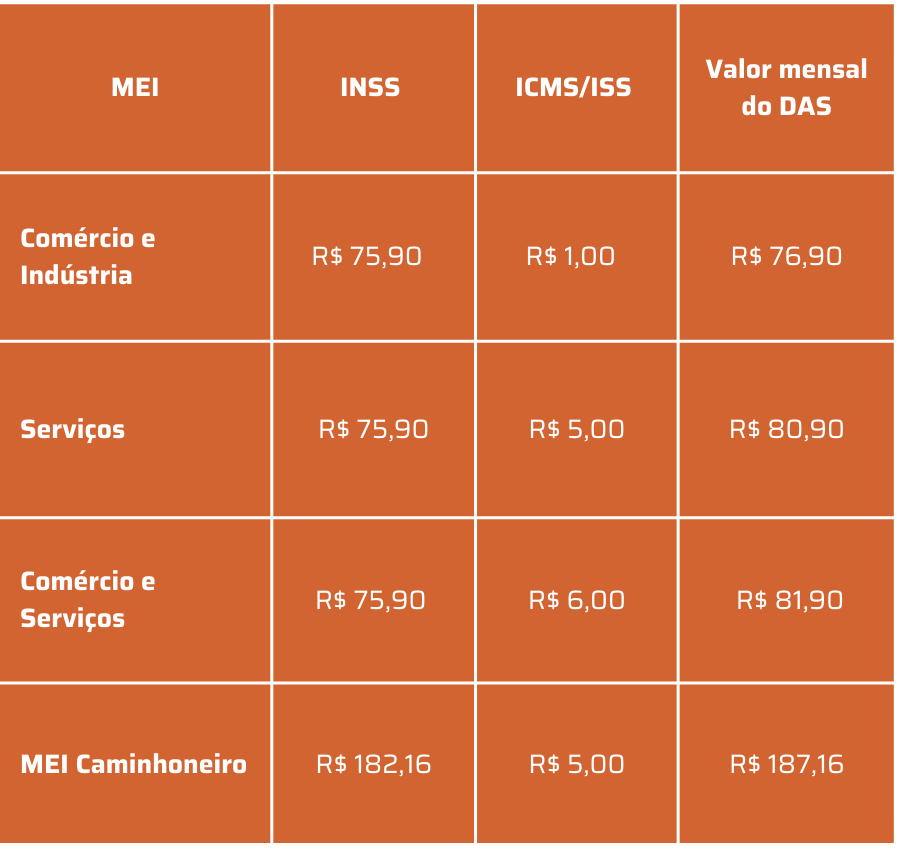 MEI
INSS
ICMS/ISS
Valor mensal
do DAS
Comércio e
Indústria
R$ 75,90
R$ 1,00
R$ 76,90
Serviços
R$ 75,90
R$ 5,00
R$ 80,90
Comércio e
Serviços
R$ 75,90
R$ 6,00
R$ 81,90
MEI Caminhoneiro
R$ 182,16
R$ 5,00
R$ 187,16